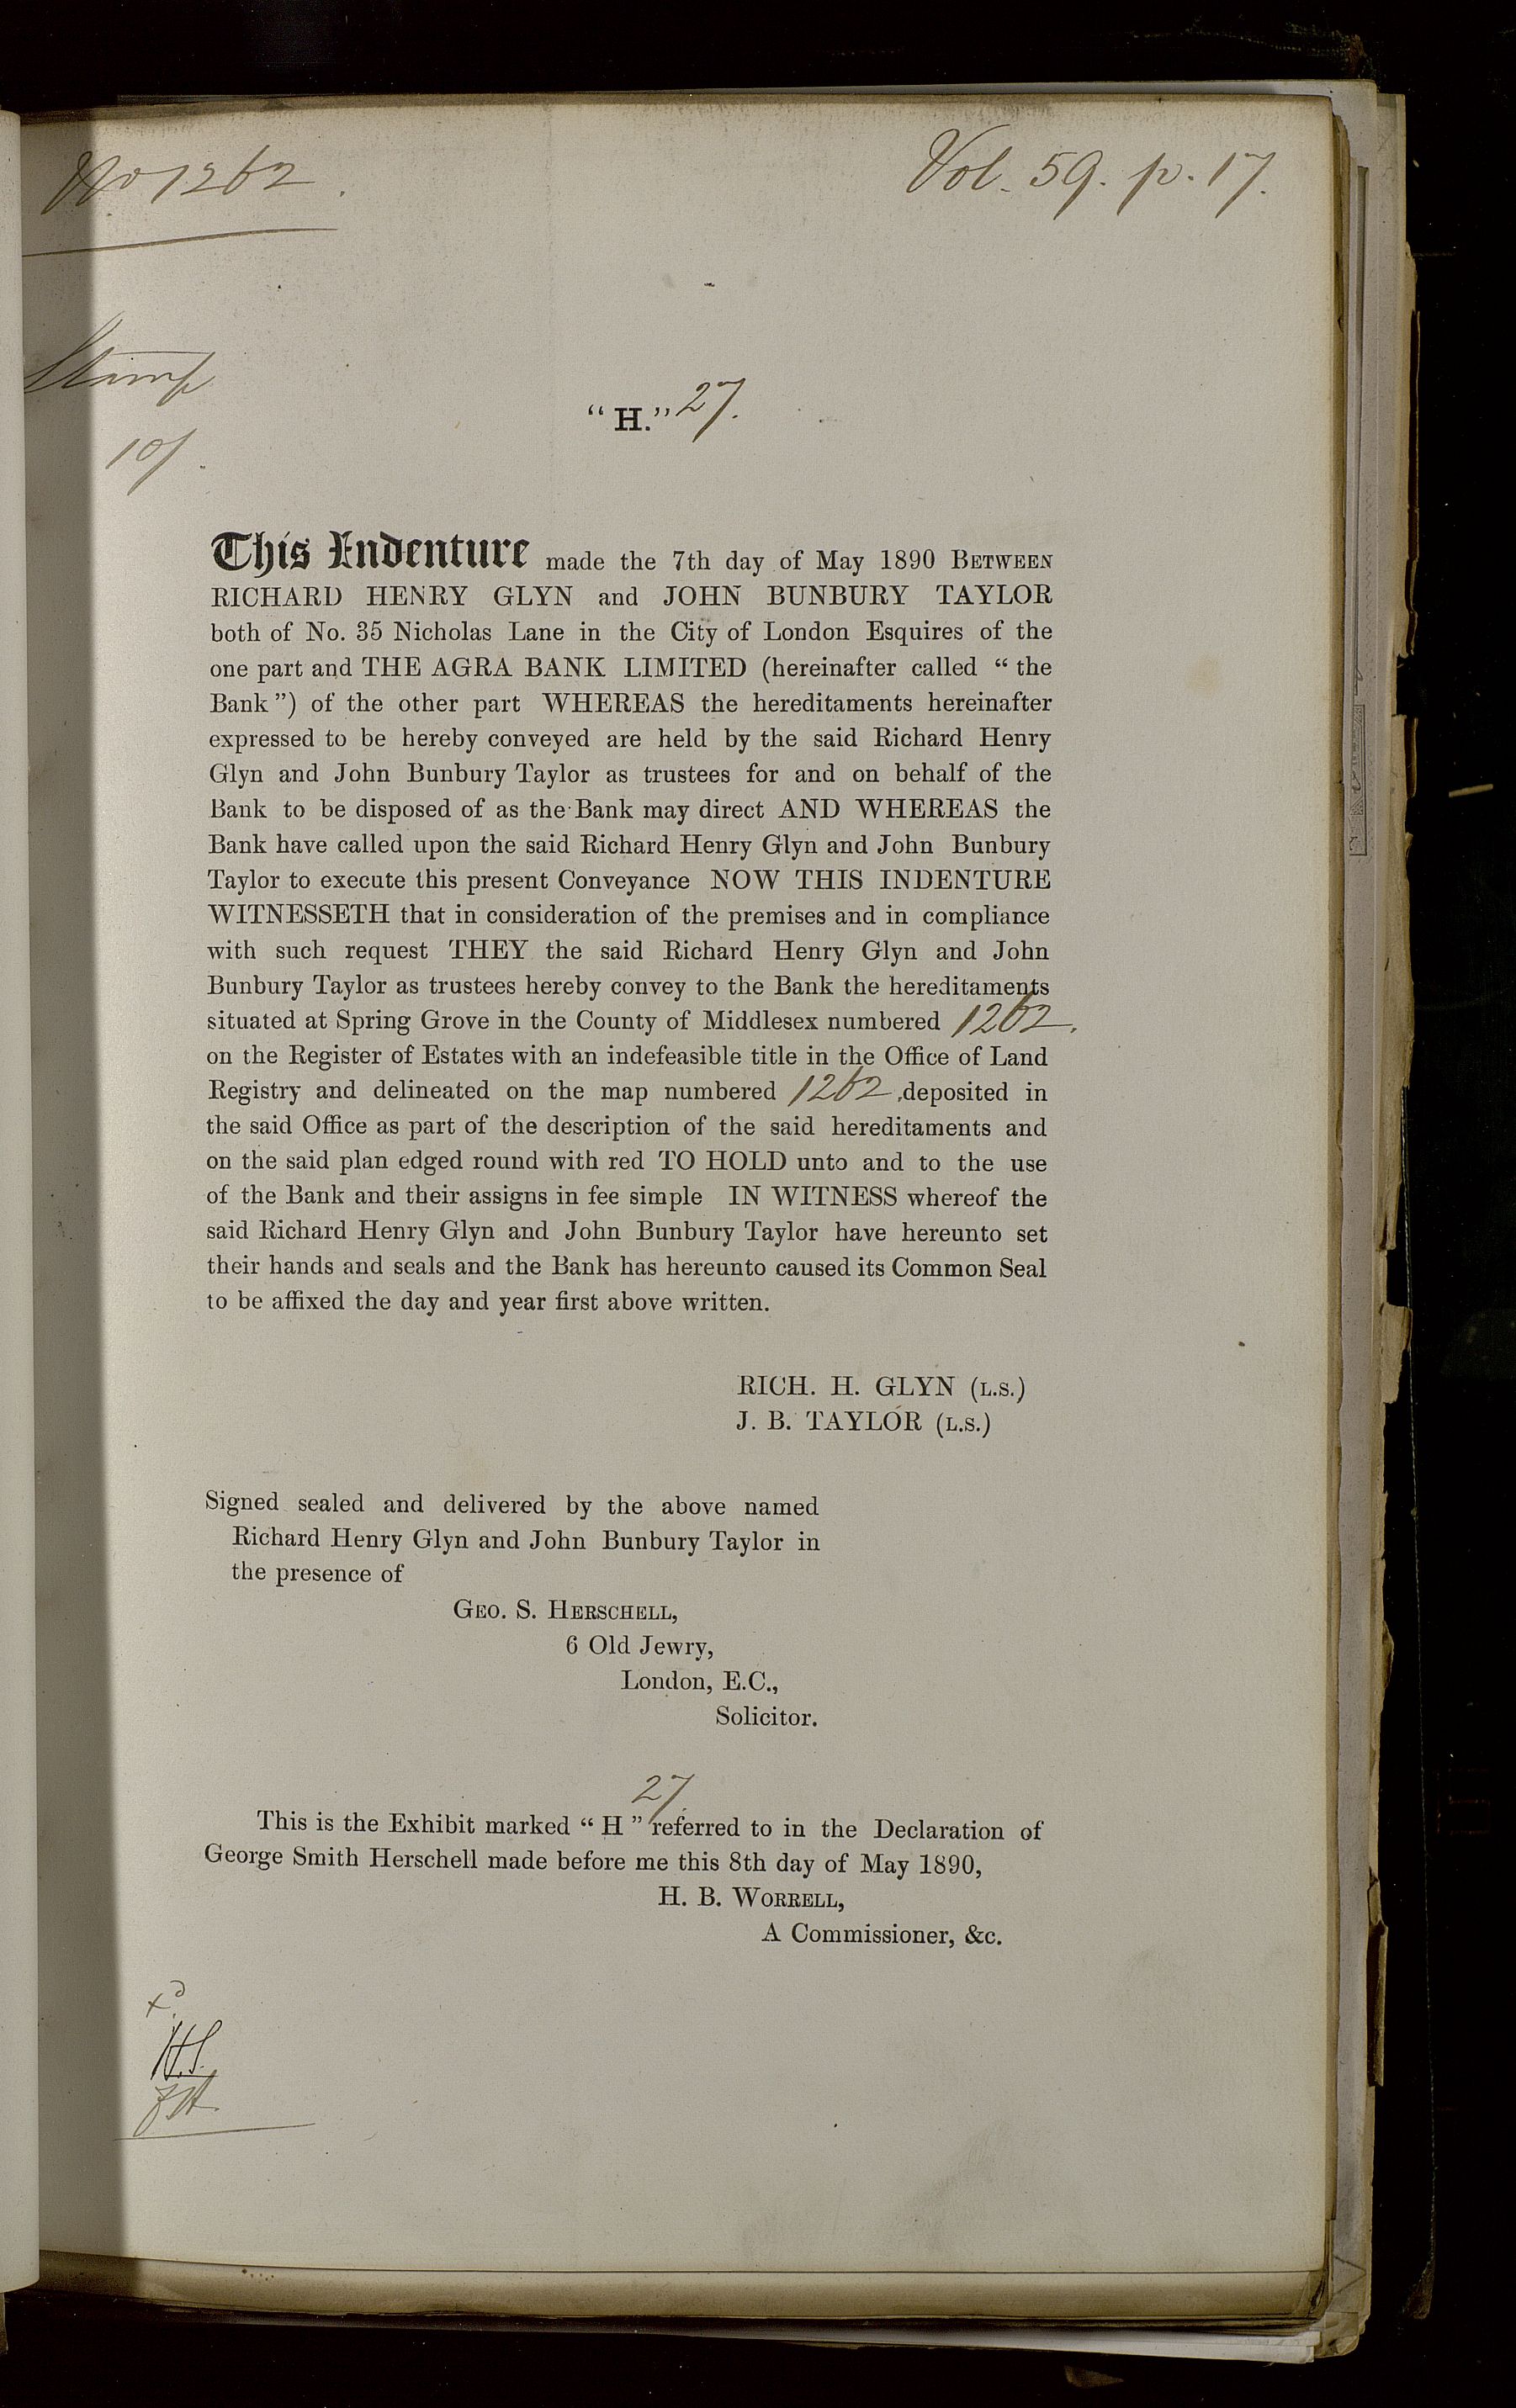 No 1262.
Vol. 59. p. 17.
Stamp
10/.
"H." 27.
This Indenture made the 7th day of May 1890 BETWEEN
RICHARD HENRY GLYN and JOHN BUNBURY TAYLOR
both of No. 35 Nicholas Lane in the City of London Esquires of the
one part and THE AGRA BANK LIMITED (hereinafter called "the
Bank") of the other part WHEREAS the hereditaments hereinafter
expressed to be hereby conveyed are held by the said Richard Henry
Glyn and John Bunbury Taylor as trustees for and on behalf of the
Bank to be disposed of as the Bank may direct AND WHEREAS the
Bank have called upon the said Richard Henry Glyn and John Bunbury
Taylor to execute this present Conveyance NOW THIS INDENTURE
WITNESSETH that in consideration of the premises and in compliance
with such request THEY the said Richard Henry Glyn and John
Bunbury Taylor as trustees hereby convey to the Bank the hereditaments
situated at Spring Grove in the County of Middlesex numbered 1262.
on the Register of Estates with an indefeasible title in the Office of Land
Registry and delineated on the map numbered 1262, deposited in
the said Office as part of the description of the said hereditaments and
on the said plan edged round with red TO HOLD unto and to the use
of the Bank and their assigns in fee simple IN WITNESS whereof the
said Richard Henry Glyn and John Bunbury Taylor have hereunto set
their hands and seals and the Bank has hereunto caused its Common Seal
to be affixed the day and year first above written.
RICH. H. GLYN (L.S.)
J. B. TAYLOR (L.S.)
Signed sealed and delivered by the above named
Richard Henry Glyn and John Bunbury Taylor in
the presence of
GEO. S. HERSCHELL,
6 Old Jewry,
London, E.C.,
Solicitor.
27
This is the Exhibit marked "H" referred to in the Declaration of
George Smith Herschell made before me this 8th day of May 1890,
H. B. WORRELL,
A Commissioner, &c.
xd
H.S.